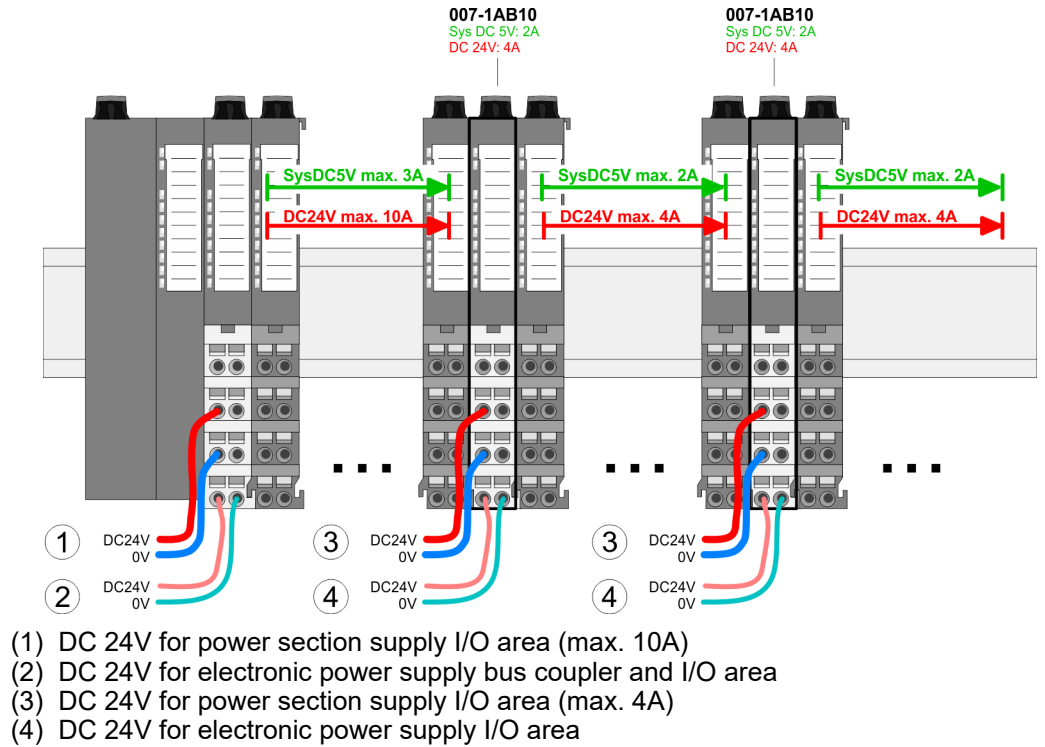 007-1AB10
Sys DC 5V: 2A
DC 24V: 4A
007-1AB10
Sys DC 5V: 2A
DC 24V: 4A
SysDC5V max. 3A
SysDC5V max. 2A
SysDC5V max. 2A
DC24V max. 10A
DC24V max. 4A
DC24V max. 4A
1
DC24V
0V
2
DC24V
0V
3
DC24V
0V
4
DC24V
0V
3
DC24V
0V
4
DC24V
0V
(1) DC 24V for power section supply I/O area (max. 10A)
(2) DC 24V for electronic power supply bus coupler and I/O area
(3) DC 24V for power section supply I/O area (max. 4A)
(4) DC 24V for electronic power supply I/O area